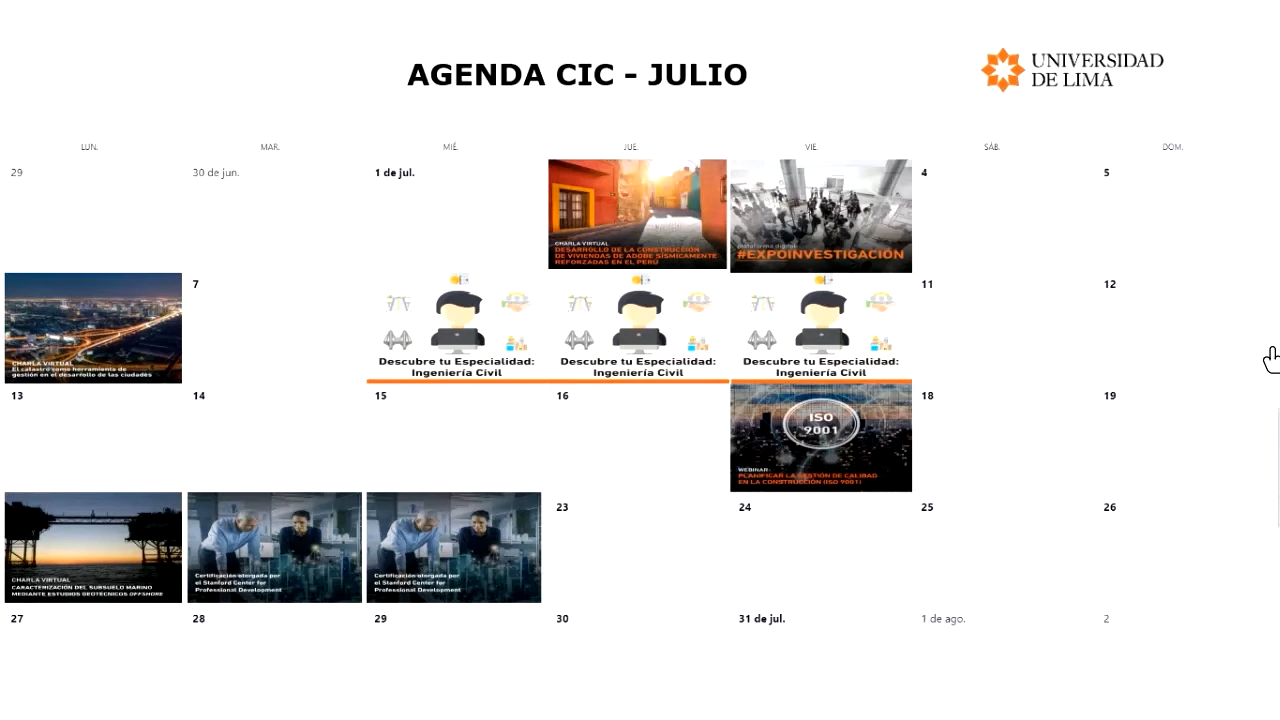 AGENDA CIC - JULIO
UNIVERSIDAD
DE LIMA
LUN.
MAR.
MIÉ.
JUE.
VIE.
SÁB.
DOM.
29
30 de jun.
1 de jul.
CHARLA VIRTUAL
DESARROLLO DE LA CONSTRUCCIÓN
DE VIVIENDAS DE ADOBE SÍSMICAMENTE
REFORZADAS EN EL PERÚ
plataforma digital
#EXPOINVESTIGACIÓN
4
5
CHARLA VIRTUAL
El catastro como herramienta de
gestión en el desarrollo de las ciudades
7
Descubre tu Especialidad:
Ingeniería Civil
Descubre tu Especialidad:
Ingeniería Civil
Descubre tu Especialidad:
Ingeniería Civil
11
12
13
14
15
16
ISO
9001
WEBINAR
PLANIFICAR LA GESTIÓN DE CALIDAD
EN LA CONSTRUCCIÓN (ISO 9001)
18
19
CHARLA VIRTUAL
CARACTERIZACIÓN DEL SUBSUELO MARINO
MEDIANTE ESTUDIOS GEOTÉCNICOS OFFSHORE
Certificación otorgada por
el Stanford Center for
Professional Development
Certificación otorgada por
el Stanford Center for
Professional Development
23
24
25
26
27
28
29
30
31 de jul.
1 de ago.
2